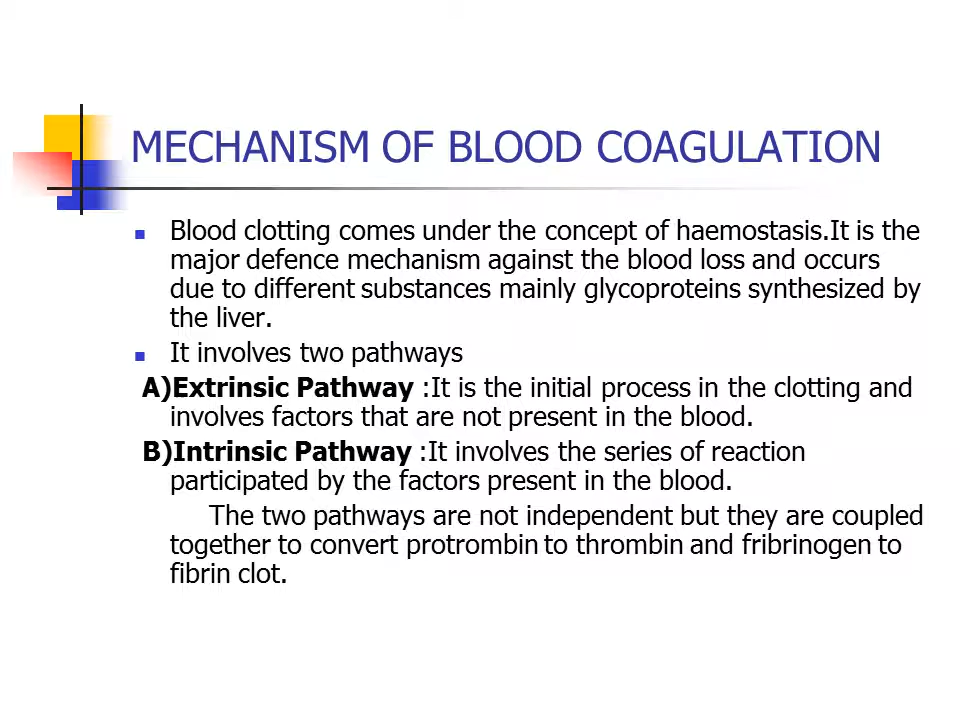 MECHANISM OF BLOOD COAGULATION
Blood clotting comes under the concept of haemostasis.It is the
major defence mechanism against the blood loss and occurs
due to different substances mainly glycoproteins synthesized by
the liver.
It involves two pathways
A)Extrinsic Pathway :It is the initial process in the clotting and
involves factors that are not present in the blood.
B)Intrinsic Pathway :It involves the series of reaction
participated by the factors present in the blood.
The two pathways are not independent but they are coupled
together to convert protrombin to thrombin and fribrinogen to
fibrin clot.